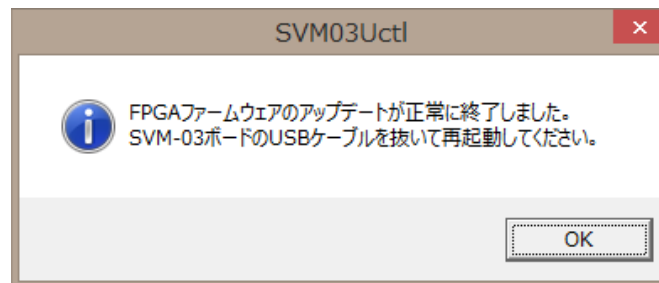 SVM03Uctl
FPGAファームウェアのアップデートが正常に終了しました。
SVM-03ボードのUSBケーブルを抜いて再起動してください。
OK